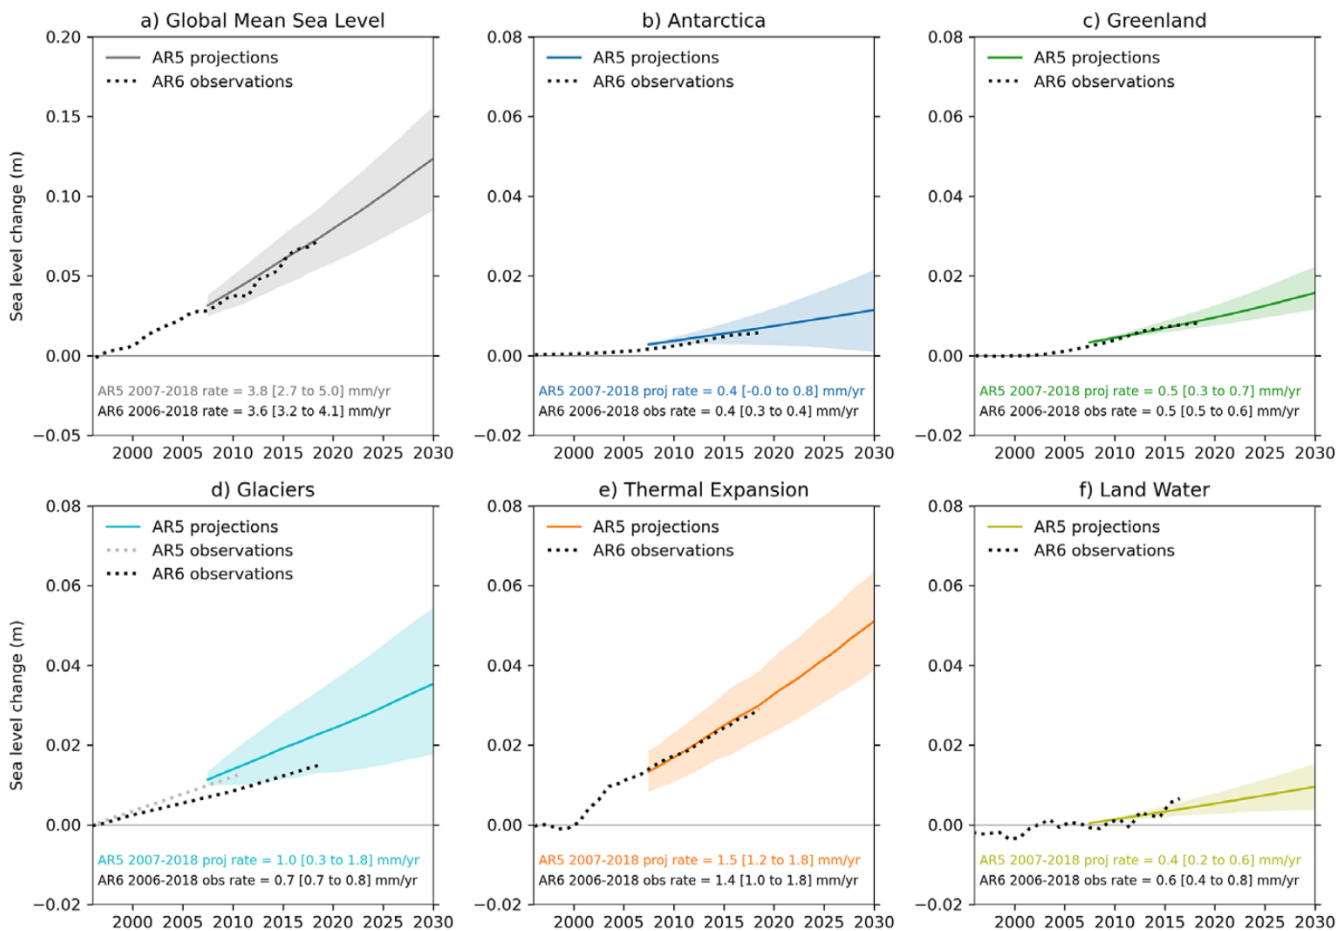 a) Global Mean Sea Level
0.20
0.15
0.10
0.05
0.00
−0.05
Sea level change (m)
AR5 projections
AR6 observations
AR5 2007-2018 rate = 3.8 [2.7 to 5.0] mm/yr
AR6 2006-2018 rate = 3.6 [3.2 to 4.1] mm/yr
2000 2005 2010 2015 2020 2025 2030
b) Antarctica
0.08
0.06
0.04
0.02
0.00
−0.02
AR5 projections
AR6 observations
AR5 2007-2018 proj rate = 0.4 [-0.0 to 0.8] mm/yr
AR6 2006-2018 obs rate = 0.4 [0.3 to 0.4] mm/yr
2000 2005 2010 2015 2020 2025 2030
c) Greenland
0.08
0.06
0.04
0.02
0.00
−0.02
AR5 projections
AR6 observations
AR5 2007-2018 proj rate = 0.5 [0.3 to 0.7] mm/yr
AR6 2006-2018 obs rate = 0.5 [0.5 to 0.6] mm/yr
2000 2005 2010 2015 2020 2025 2030
d) Glaciers
0.08
0.06
0.04
0.02
0.00
−0.02
Sea level change (m)
AR5 projections
AR5 observations
AR6 observations
AR5 2007-2018 proj rate = 1.0 [0.3 to 1.8] mm/yr
AR6 2006-2018 obs rate = 0.7 [0.7 to 0.8] mm/yr
2000 2005 2010 2015 2020 2025 2030
e) Thermal Expansion
0.08
0.06
0.04
0.02
0.00
−0.02
AR5 projections
AR6 observations
AR5 2007-2018 proj rate = 1.5 [1.2 to 1.8] mm/yr
AR6 2006-2018 obs rate = 1.4 [1.0 to 1.8] mm/yr
2000 2005 2010 2015 2020 2025 2030
f) Land Water
0.08
0.06
0.04
0.02
0.00
−0.02
AR5 projections
AR6 observations
AR5 2007-2018 proj rate = 0.4 [0.2 to 0.6] mm/yr
AR6 2006-2018 obs rate = 0.6 [0.4 to 0.8] mm/yr
2000 2005 2010 2015 2020 2025 2030